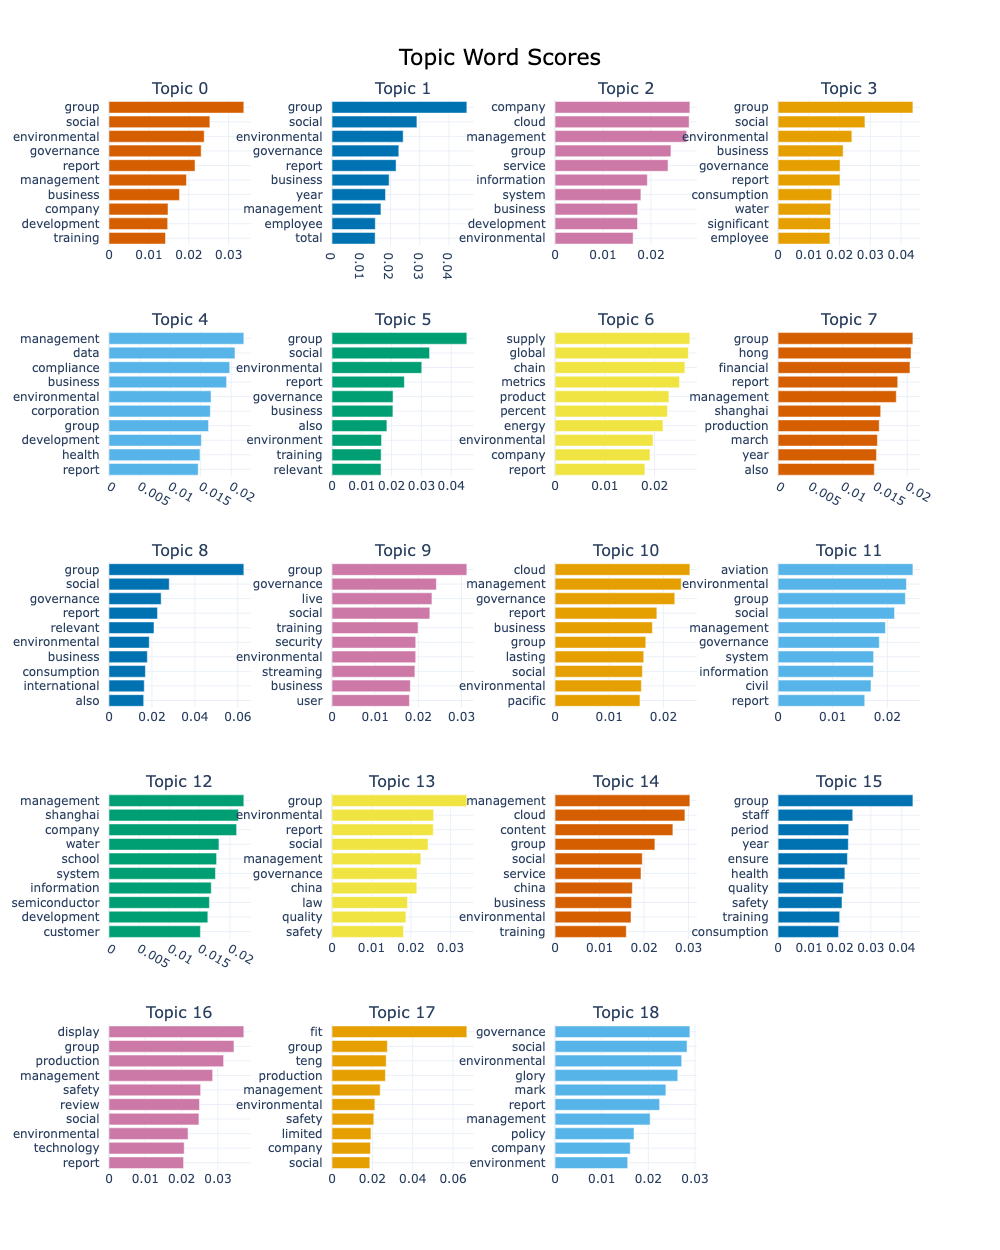 Topic Word Scores
Topic 0
group
social
environmental
governance
report
management
business
company
development
training
0 0.01 0.02 0.03
Topic 1
group
social
environmental
governance
report
business
year
management
employee
total
0 0.01 0.02 0.03 0.04
Topic 2
company
cloud
management
group
service
information
system
business
development
environmental
0 0.01 0.02
Topic 3
group
social
environmental
business
governance
report
consumption
water
significant
employee
0 0.01 0.02 0.03 0.04
Topic 4
management
data
compliance
business
environmental
corporation
group
development
health
report
0 0.005 0.01 0.015 0.02
Topic 5
group
social
environmental
report
governance
business
also
environment
training
relevant
0 0.01 0.02 0.03 0.04
Topic 6
supply
global
chain
metrics
product
percent
energy
environmental
company
report
0 0.01 0.02
Topic 7
group
hong
financial
report
management
shanghai
production
march
year
also
0 0.005 0.01 0.015 0.02
Topic 8
group
social
governance
report
relevant
environmental
business
consumption
international
also
0 0.02 0.04 0.06
Topic 9
group
governance
live
social
training
security
environmental
streaming
business
user
0 0.01 0.02 0.03
Topic 10
cloud
management
governance
report
business
group
lasting
social
environmental
pacific
0 0.01 0.02
Topic 11
aviation
environmental
group
social
management
governance
system
information
civil
report
0 0.01 0.02
Topic 12
management
shanghai
company
water
school
system
information
semiconductor
development
customer
0 0.005 0.01 0.015 0.02
Topic 13
group
environmental
report
social
management
governance
china
law
quality
safety
0 0.01 0.02 0.03
Topic 14
management
cloud
content
group
social
service
china
business
environmental
training
0 0.01 0.02 0.03
Topic 15
group
staff
period
year
ensure
health
quality
safety
training
consumption
0 0.01 0.02 0.03 0.04
Topic 16
display
group
production
management
safety
review
social
environmental
technology
report
0 0.01 0.02 0.03
Topic 17
fit
group
teng
production
management
environmental
safety
limited
company
social
0 0.02 0.04 0.06
Topic 18
governance
social
environmental
glory
mark
report
management
policy
company
environment
0 0.01 0.02 0.03